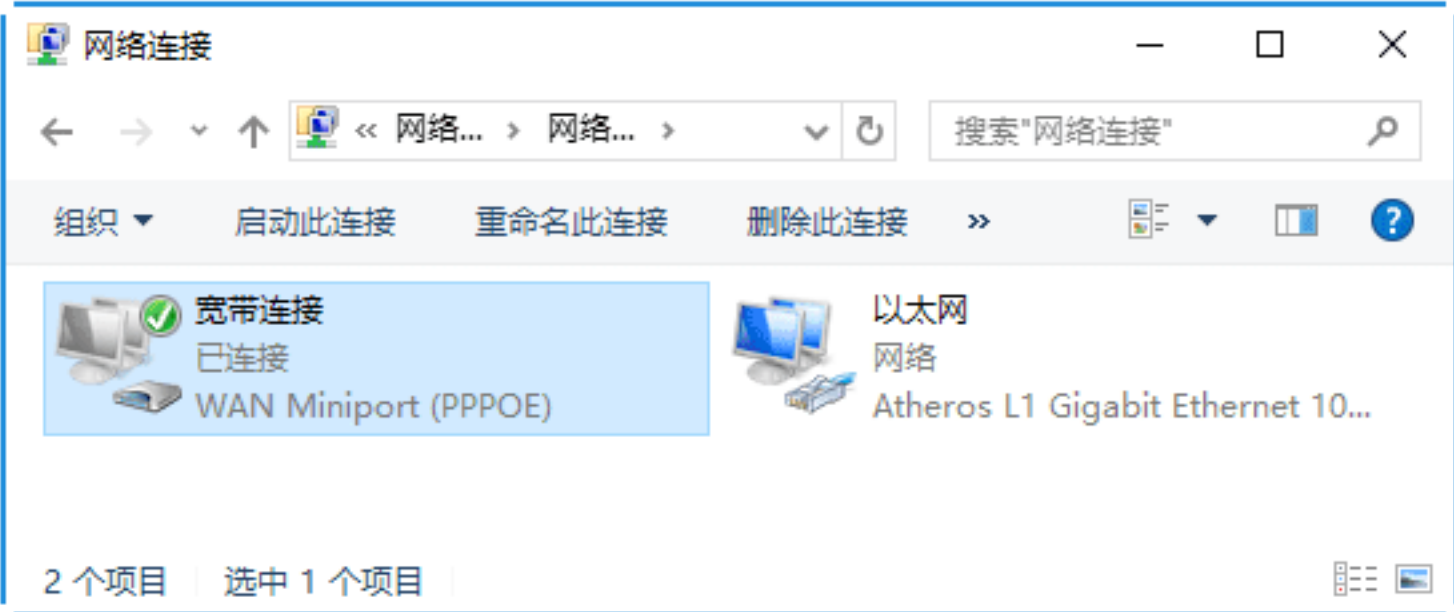 网络连接
« 网络... › 网络... ›
搜索"网络连接"
组织 启动此连接 重命名此连接 删除此连接 »
宽带连接
已连接
WAN Miniport (PPPOE)
以太网
网络
Atheros L1 Gigabit Ethernet 10...
2 个项目 选中 1 个项目